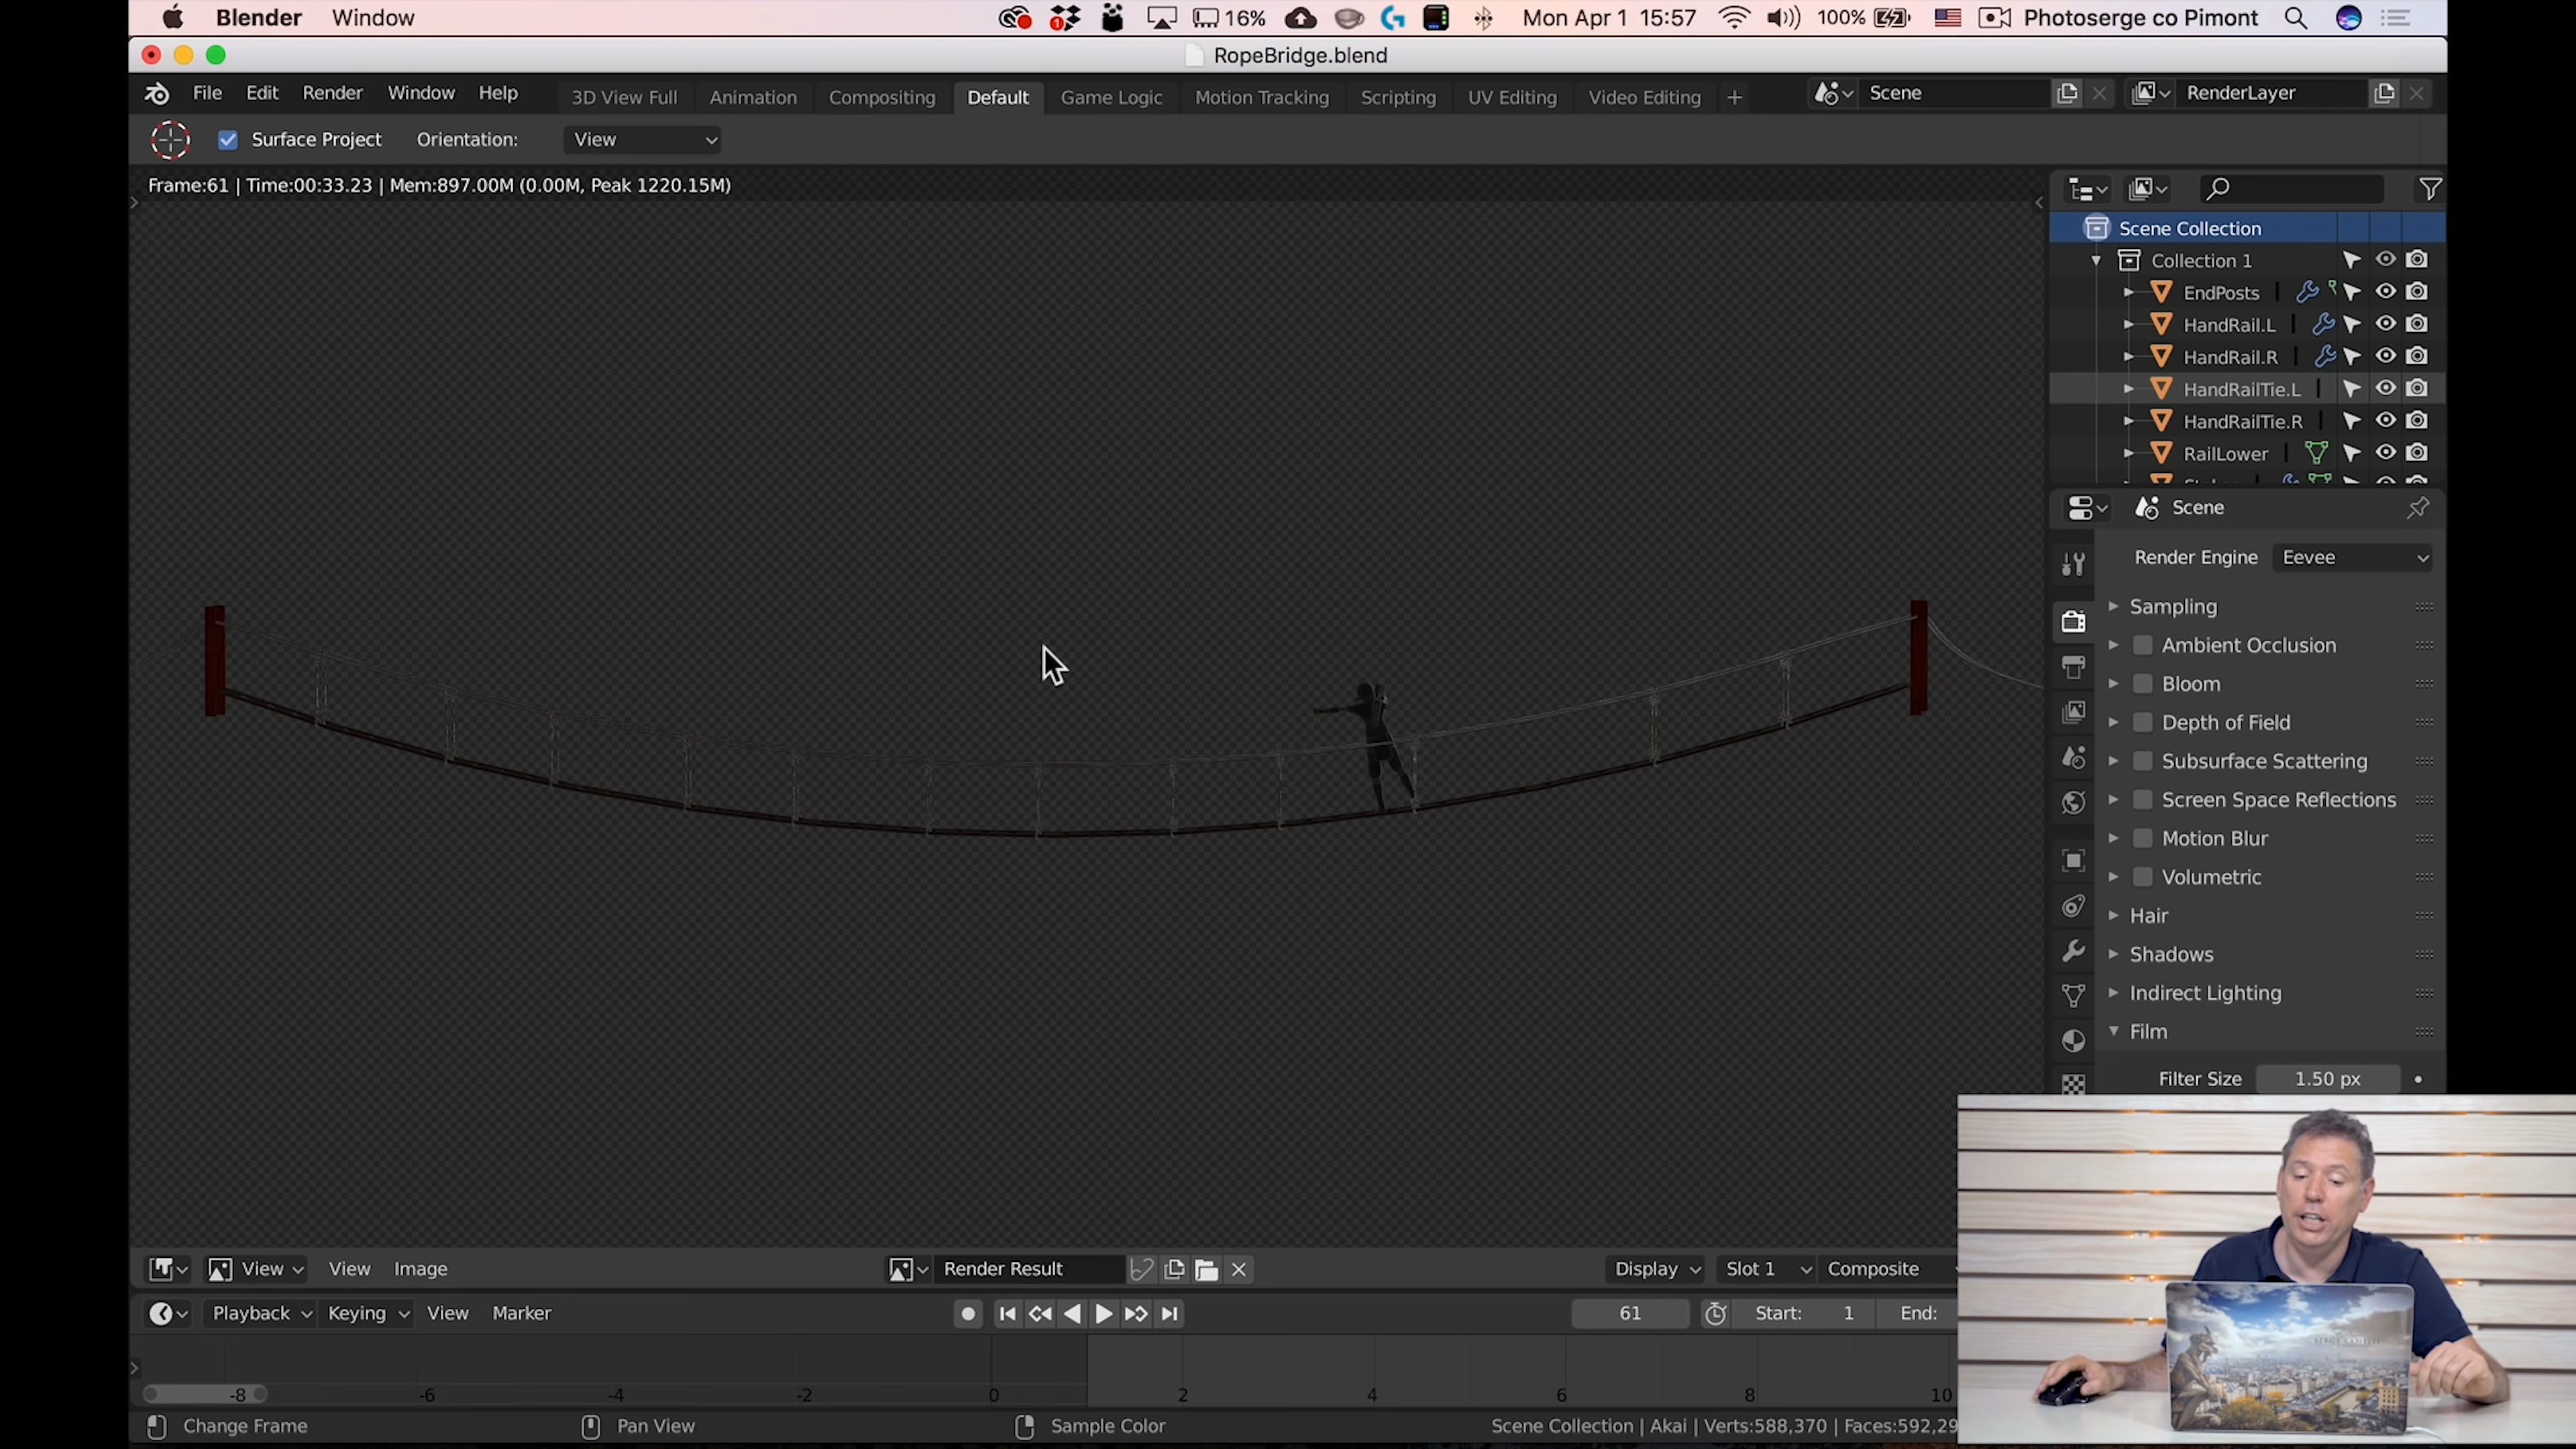 Blender Window 1 16% Mon Apr 1 15:57 100% Photoserge co Pimont
RopeBridge.blend
File Edit Render Window Help 3D View Full Animation Compositing Default Game Logic Motion Tracking Scripting UV Editing Video Editing + Scene RenderLayer
Surface Project Orientation: View
Frame:61 | Time:00:33.23 | Mem:897.00M (0.00M, Peak 1220.15M)
Scene Collection
Collection 1
EndPosts
HandRail.L
HandRail.R
HandRailTie.L
HandRailTie.R
RailLower
Scene
Render Engine Eevee
Sampling
Ambient Occlusion
Bloom
Depth of Field
Subsurface Scattering
Screen Space Reflections
Motion Blur
Volumetric
Hair
Shadows
Indirect Lighting
Film
Filter Size 1.50 px
View View Image Render Result Display Slot 1 Composite
Playback Keying View Marker 61 Start: 1 End:
-8 -6 -4 -2 0 2 4 6 8 10
Change Frame Pan View Sample Color Scene Collection | Akai | Verts:588,370 | Faces:592,29